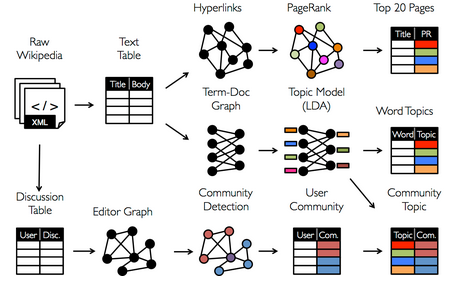 Hyperlinks PageRank Top 20 Pages
Raw
Wikipedia
Text
Table
Title PR
</>
XML
Title Body
Term-Doc
Graph
Topic Model
(LDA)
Word Topics
Word Topic
Discussion
Table
Editor Graph
Community
Detection
User
Community
Community
Topic
User Disc.
User Com.
Topic Com.